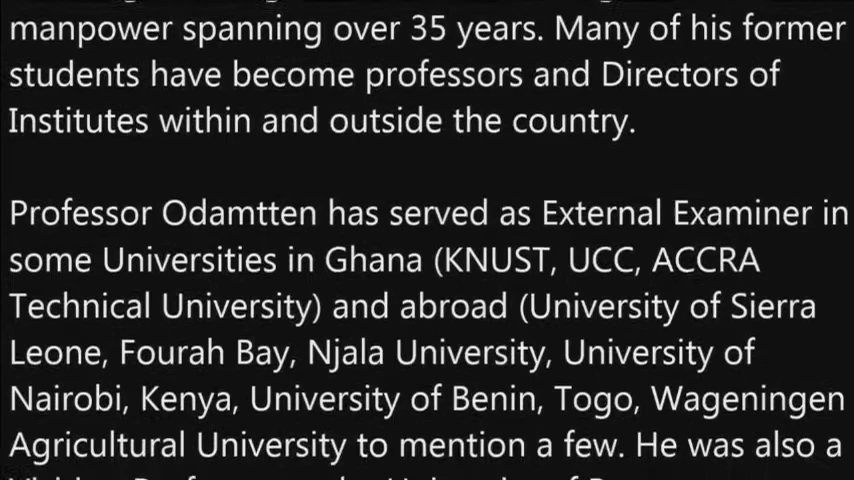 manpower spanning over 35 years. Many of his former
students have become professors and Directors of
Institutes within and outside the country.
Professor Odamtten has served as External Examiner in
some Universities in Ghana (KNUST, UCC, ACCRA
Technical University) and abroad (University of Sierra
Leone, Fourah Bay, Njala University, University of
Nairobi, Kenya, University of Benin, Togo, Wageningen
Agricultural University to mention a few. He was also a